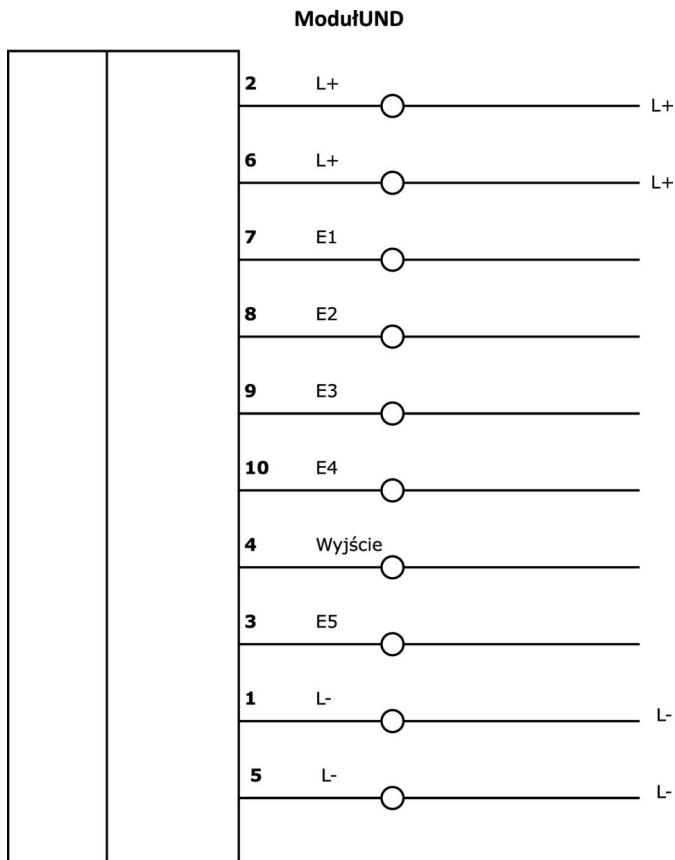 ModułUND
2 L+
L+
6 L+
L+
7 E1
8 E2
9 E3
10 E4
4 Wyjście
3 E5
1 L-
L-
5 L-
L-